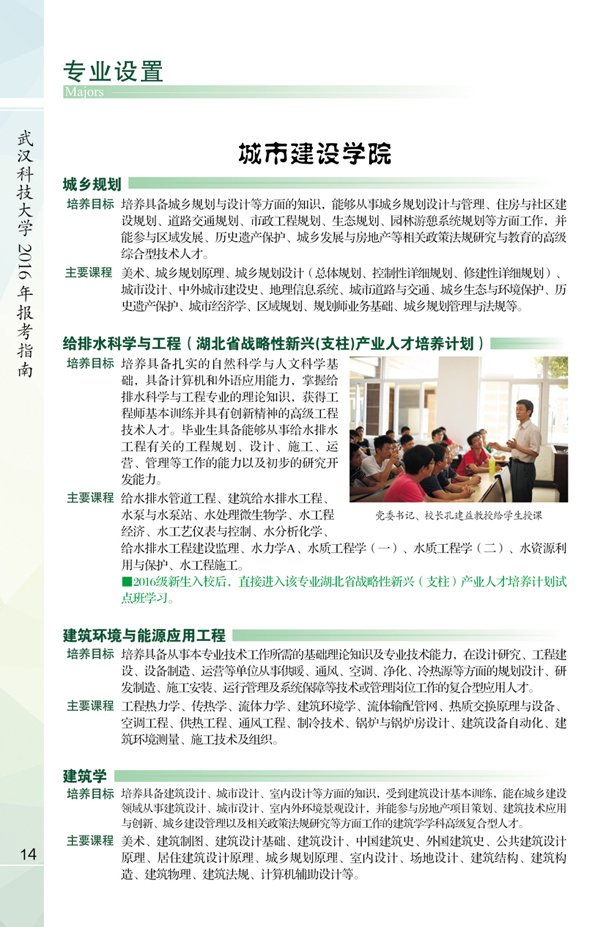 专业设置
Majors
武汉科技大学 2016 年报考指南
城市建设学院
城乡规划
培养目标 培养具备城乡规划与设计等方面的知识，能够从事城乡规划设计与管理、住房与社区建
设规划、道路交通规划、市政工程规划、生态规划、园林游憩系统规划等方面工作，并
能参与区域发展、历史遗产保护、城乡发展与房地产等相关政策法规研究与教育的高级
综合型技术人才。
主要课程 美术、城乡规划原理、城乡规划设计（总体规划、控制性详细规划、修建性详细规划）、
城市设计、中外城市建设史、地理信息系统、城市道路与交通、城乡生态与环境保护、历
史遗产保护、城市经济学、区域规划、规划师业务基础、城乡规划管理与法规等。
给排水科学与工程（湖北省战略性新兴(支柱)产业人才培养计划）
培养目标 培养具备扎实的自然科学与人文科学基
础，具备计算机和外语应用能力，掌握给
排水科学与工程专业的理论知识，获得工
程师基本训练并具有创新精神的高级工程
技术人才。毕业生具备能够从事给水排水
工程有关的工程规划、设计、施工、运
营、管理等工作的能力以及初步的研究开
发能力。
党委书记、校长孔建益教授给学生授课
主要课程 给水排水管道工程、建筑给水排水工程、
水泵与水泵站、水处理微生物学、水工程
经济、水工艺仪表与控制、水分析化学、
给水排水工程建设监理、水力学A、水质工程学（一）、水质工程学（二）、水资源利
用与保护、水工程施工。
■2016级新生入校后，直接进入该专业湖北省战略性新兴（支柱）产业人才培养计划试
点班学习。
建筑环境与能源应用工程
培养目标 培养具备从事本专业技术工作所需的基础理论知识及专业技术能力，在设计研究、工程建
设、设备制造、运营等单位从事供暖、通风、空调、净化、冷热源等方面的规划设计、研
发制造、施工安装、运行管理及系统保障等技术或管理岗位工作的复合型应用人才。
主要课程 工程热力学、传热学、流体力学、建筑环境学、流体输配管网、热质交换原理与设备、
空调工程、供热工程、通风工程、制冷技术、锅炉与锅炉房设计、建筑设备自动化、建
筑环境测量、施工技术及组织。
建筑学
培养目标 培养具备建筑设计、城市设计、室内设计等方面的知识，受到建筑设计基本训练，能在城乡建设
领域从事建筑设计、城市设计、室内外环境景观设计，并能参与房地产项目策划、建筑技术应用
与创新、城乡建设管理以及相关政策法规研究等方面工作的建筑学学科高级复合型人才。
主要课程 美术、建筑制图、建筑设计基础、建筑设计、中国建筑史、外国建筑史、公共建筑设计
原理、居住建筑设计原理、城乡规划原理、室内设计、场地设计、建筑结构、建筑构
造、建筑物理、建筑法规、计算机辅助设计等。
14